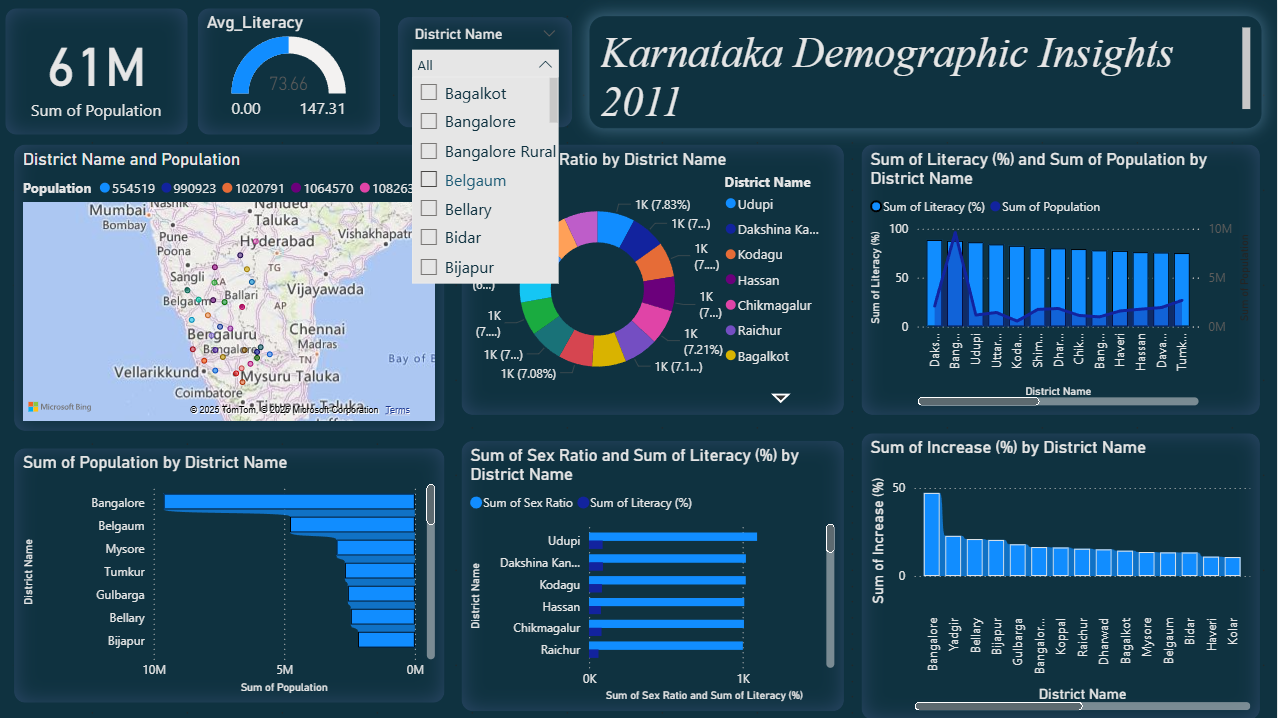 61M
Sum of Population
Avg_Literacy
73.66
0.00
147.31
District Name
All
Bagalkot
Bangalore
Bangalore Rural
Belgaum
Bellary
Bidar
Bijapur
Karnataka Demographic Insights
2011
District Name and Population
Population 554519 990923 1020791 1064570 108263
Mumbai
Bombay
Nashik
Nanded
Taluka
Pune
Poona
Hyderabad
Vishakhapatn
TG
Sangli
Vijayawada
Belgaum
Ballari
AP
Bengaluru
Bangalore
Chennai
Madras
TN
Bay of B
Vellarikkund
Mysuru Taluka
Coimbatore
Microsoft Bing
© 2025 TomTom, © 2025 Microsoft Corporation Terms
Ratio by District Name
1K (7.83%)
1K (7...)
1K
(7....)
1K
(7...)
1K
(7.21%)
1K (7.1...)
1K (7.08%)
1K (7...)
1K
(7....)
(6...)
District Name
Udupi
Dakshina Ka...
Kodagu
Hassan
Chikmagalur
Raichur
Bagalkot
Sum of Literacy (%) and Sum of Population by
District Name
Sum of Literacy (%) Sum of Population
Sum of Literacy (%)
100
50
0
10M
5M
0M
Daks...
Bang...
Udupi
Uttar...
Koda...
Shim...
Dhar...
Chik...
Bang...
Haveri
Hassan
Dava...
Tumk...
District Name
Sum of Population by District Name
District Name
Bangalore
Belgaum
Mysore
Tumkur
Gulbarga
Bellary
Bijapur
10M 5M 0M
Sum of Population
Sum of Sex Ratio and Sum of Literacy (%) by
District Name
Sum of Sex Ratio Sum of Literacy (%)
District Name
Udupi
Dakshina Kan...
Kodagu
Hassan
Chikmagalur
Raichur
0K 1K
Sum of Sex Ratio and Sum of Literacy (%)
Sum of Increase (%) by District Name
Sum of Increase (%)
50
0
Bangalore
Yadgir
Bellary
Bijapur
Gulbarga
Bangalor...
Koppal
Raichur
Dharwad
Bagalkot
Mysore
Belgaum
Bidar
Haveri
Kolar
District Name